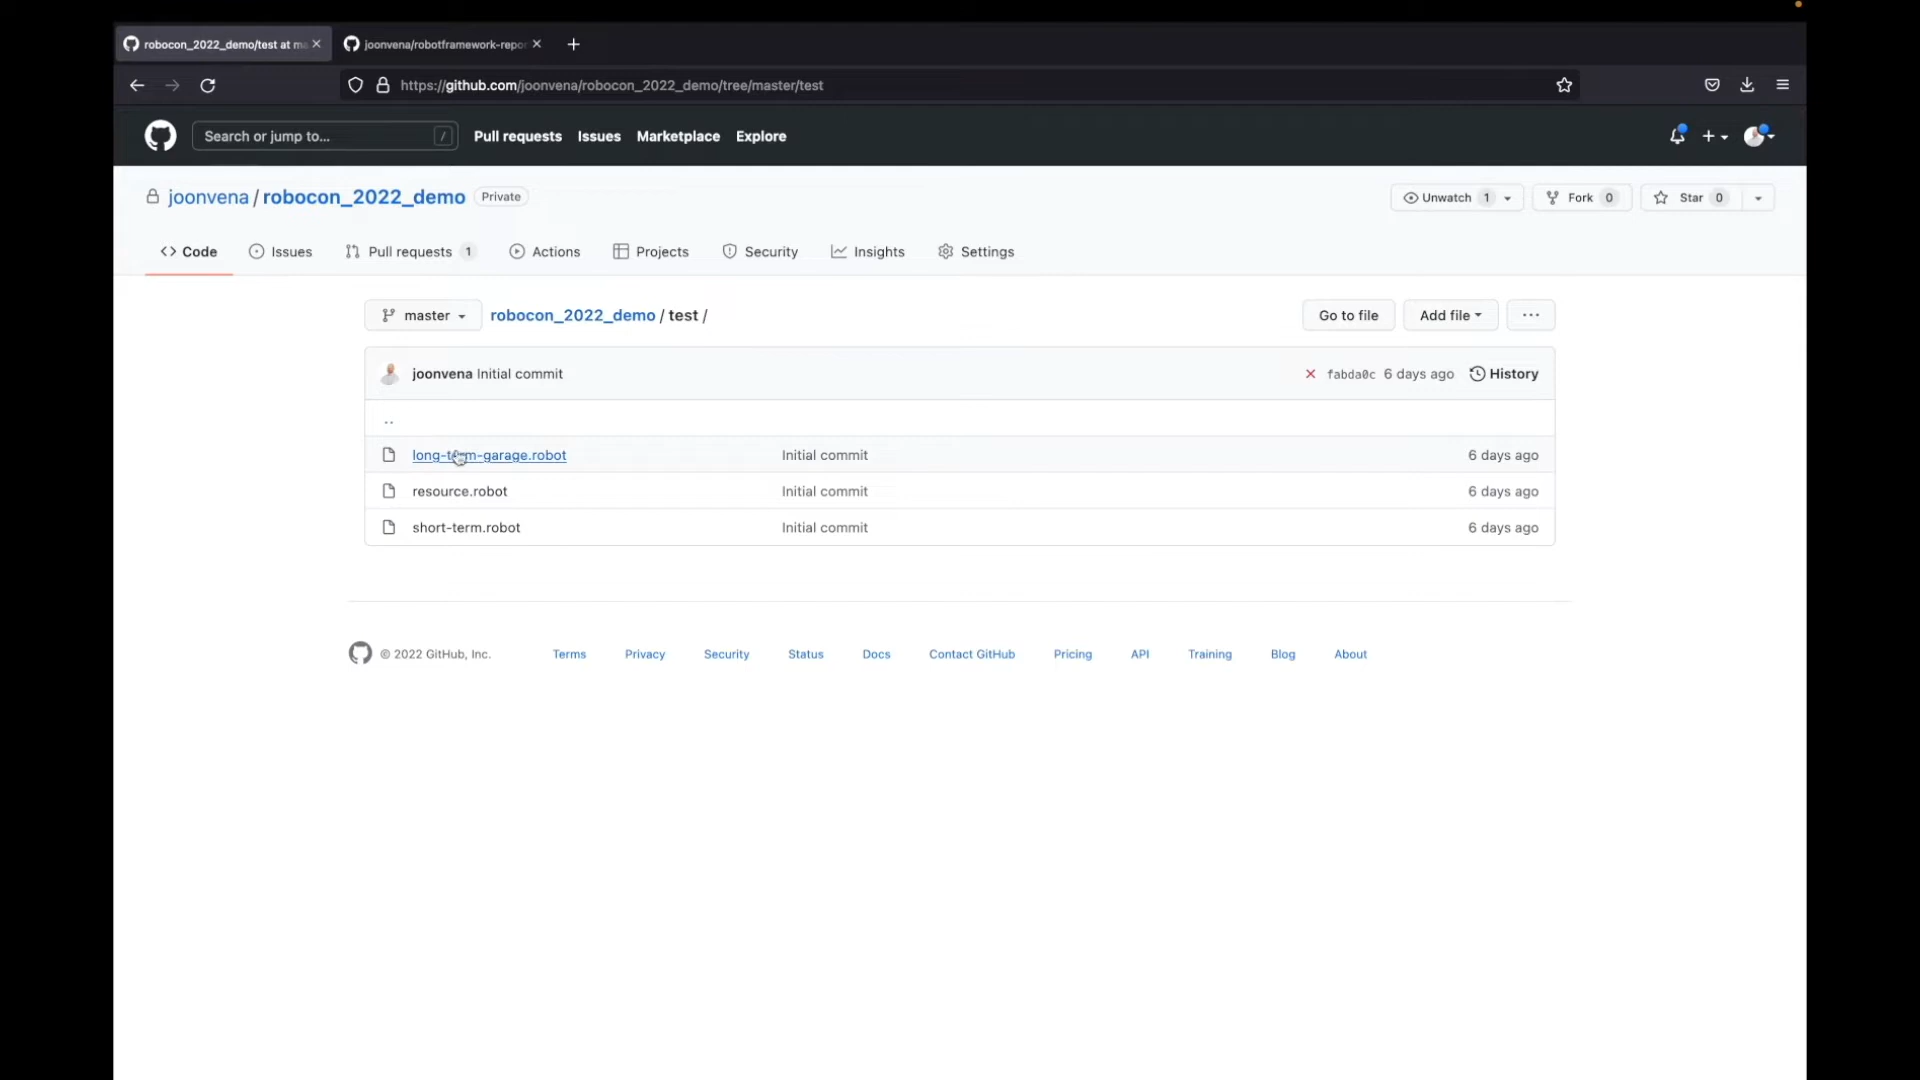 robocon_2022_demo/test at ma
joonvena/robotframework-repo
https://github.com/joonvena/robocon_2022_demo/tree/master/test
Search or jump to... /
Pull requests Issues Marketplace Explore
joonvena / robocon_2022_demo Private
Unwatch 1 Fork 0 Star 0
<> Code Issues Pull requests 1 Actions Projects Security Insights Settings
master robocon_2022_demo / test / Go to file Add file ...
joonvena Initial commit fabda0c 6 days ago History
..
long-term-garage.robot Initial commit 6 days ago
resource.robot Initial commit 6 days ago
short-term.robot Initial commit 6 days ago
© 2022 GitHub, Inc. Terms Privacy Security Status Docs Contact GitHub Pricing API Training Blog About